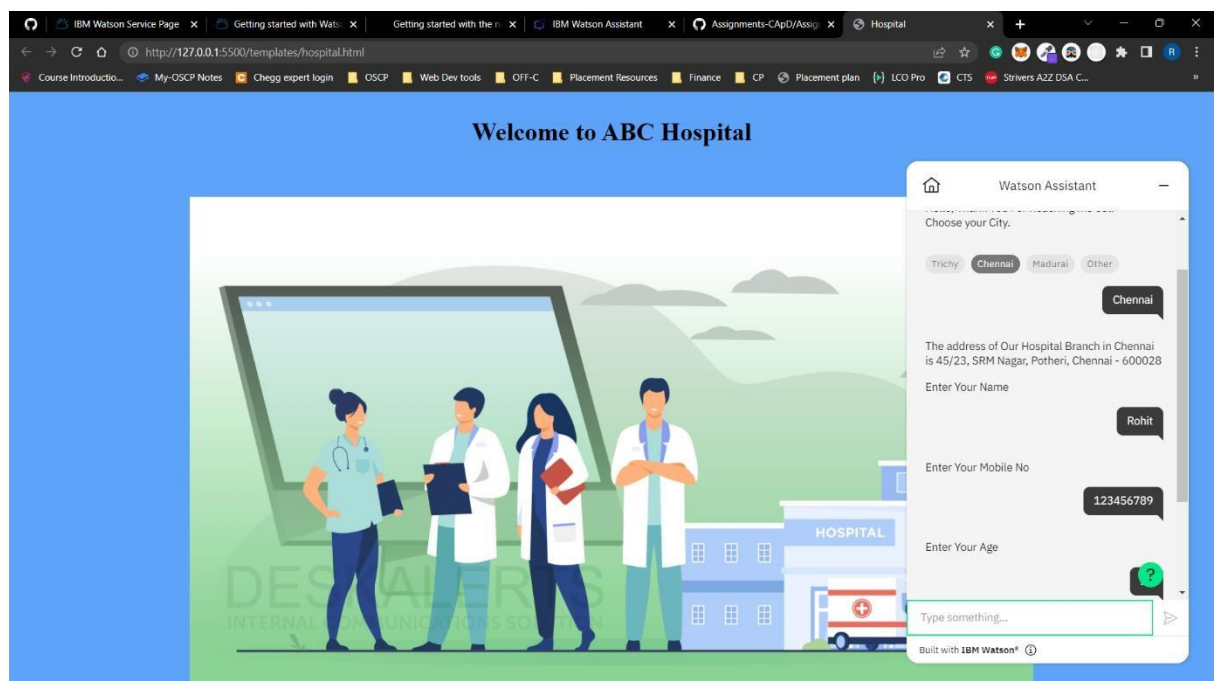 IBM Watson Service Page
Getting started with Wats
Getting started with the n
IBM Watson Assistant
Assignments-CApD/Assig
Hospital
http://127.0.0.1:5500/templates/hospital.html
R
Course Introductio...
My-OSCP Notes
Chegg expert login
OSCP
Web Dev tools
OFF-C
Placement Resources
Finance
CP
Placement plan
LCO Pro
CTS
Strivers A2Z DSA C...
»
Welcome to ABC Hospital
Watson Assistant
Choose your City.
Trichy Chennai Madurai Other
Chennai
The address of Our Hospital Branch in Chennai
is 45/23, SRM Nagar, Potheri, Chennai - 600028
Enter Your Name
Rohit
Enter Your Mobile No
123456789
Enter Your Age
?
Type something...
Built with IBM Watson®
HOSPITAL
DESKALERTS
INTERNAL COMMUNICATIONS SOLUTION